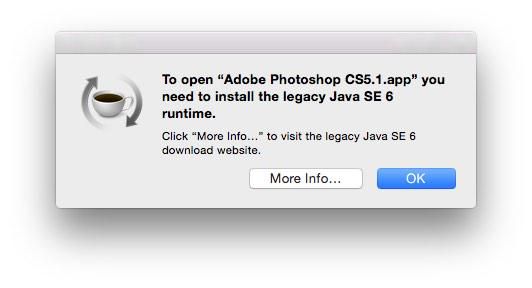 To open “Adobe Photoshop CS5.1.app” you
need to install the legacy Java SE 6
runtime.
Click “More Info…” to visit the legacy Java SE 6
download website.
More Info…
OK